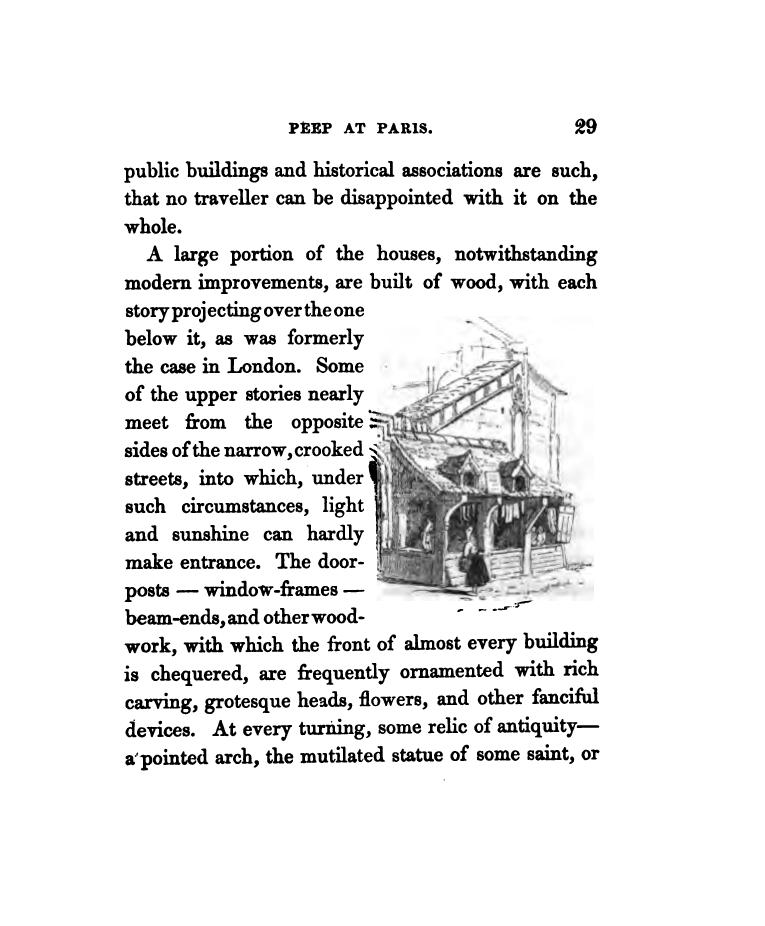 PEEP AT PARIS. 29
public buildings and historical associations are such,
that no traveller can be disappointed with it on the
whole.
A large portion of the houses, notwithstanding
modern improvements, are built of wood, with each
story projecting over the one
below it, as was formerly
the case in London. Some
of the upper stories nearly
meet from the opposite
sides of the narrow, crooked
streets, into which, under
such circumstances, light
and sunshine can hardly
make entrance. The door-
posts — window-frames —
beam-ends, and other wood-
work, with which the front of almost every building
is chequered, are frequently ornamented with rich
carving, grotesque heads, flowers, and other fanciful
devices. At every turning, some relic of antiquity—
a pointed arch, the mutilated statue of some saint, or